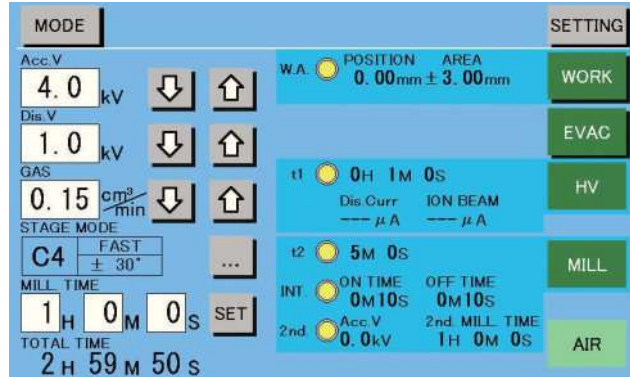 MODE
SETTING
Acc.V
4.0 kV
Dis.V
1.0 kV
GAS
0.15 cm³/min
STAGE MODE
C4 FAST
± 30°
...
MILL. TIME
1 H 0 M 0 S SET
TOTAL TIME
2 H 59 M 50 S
W.A. POSITION AREA
0.00mm ± 3.00mm
t1 0H 1M 0S
Dis.Curr ION BEAM
--- μA --- μA
t2 5M 0S
INT. ON TIME OFF TIME
0M10S 0M10S
2nd. Acc.V 2nd. MILL. TIME
0.0kV 1H 0M 0S
WORK
EVAC
HV
MILL
AIR